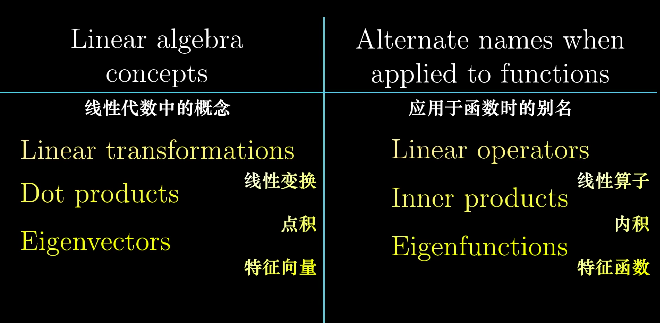 Linear algebra
concepts
线性代数中的概念
Linear transformations
线性变换
Dot products
点积
Eigenvectors
特征向量
Alternate names when
applied to functions
应用于函数时的别名
Linear operators
线性算子
Inner products
内积
Eigenfunctions
特征函数